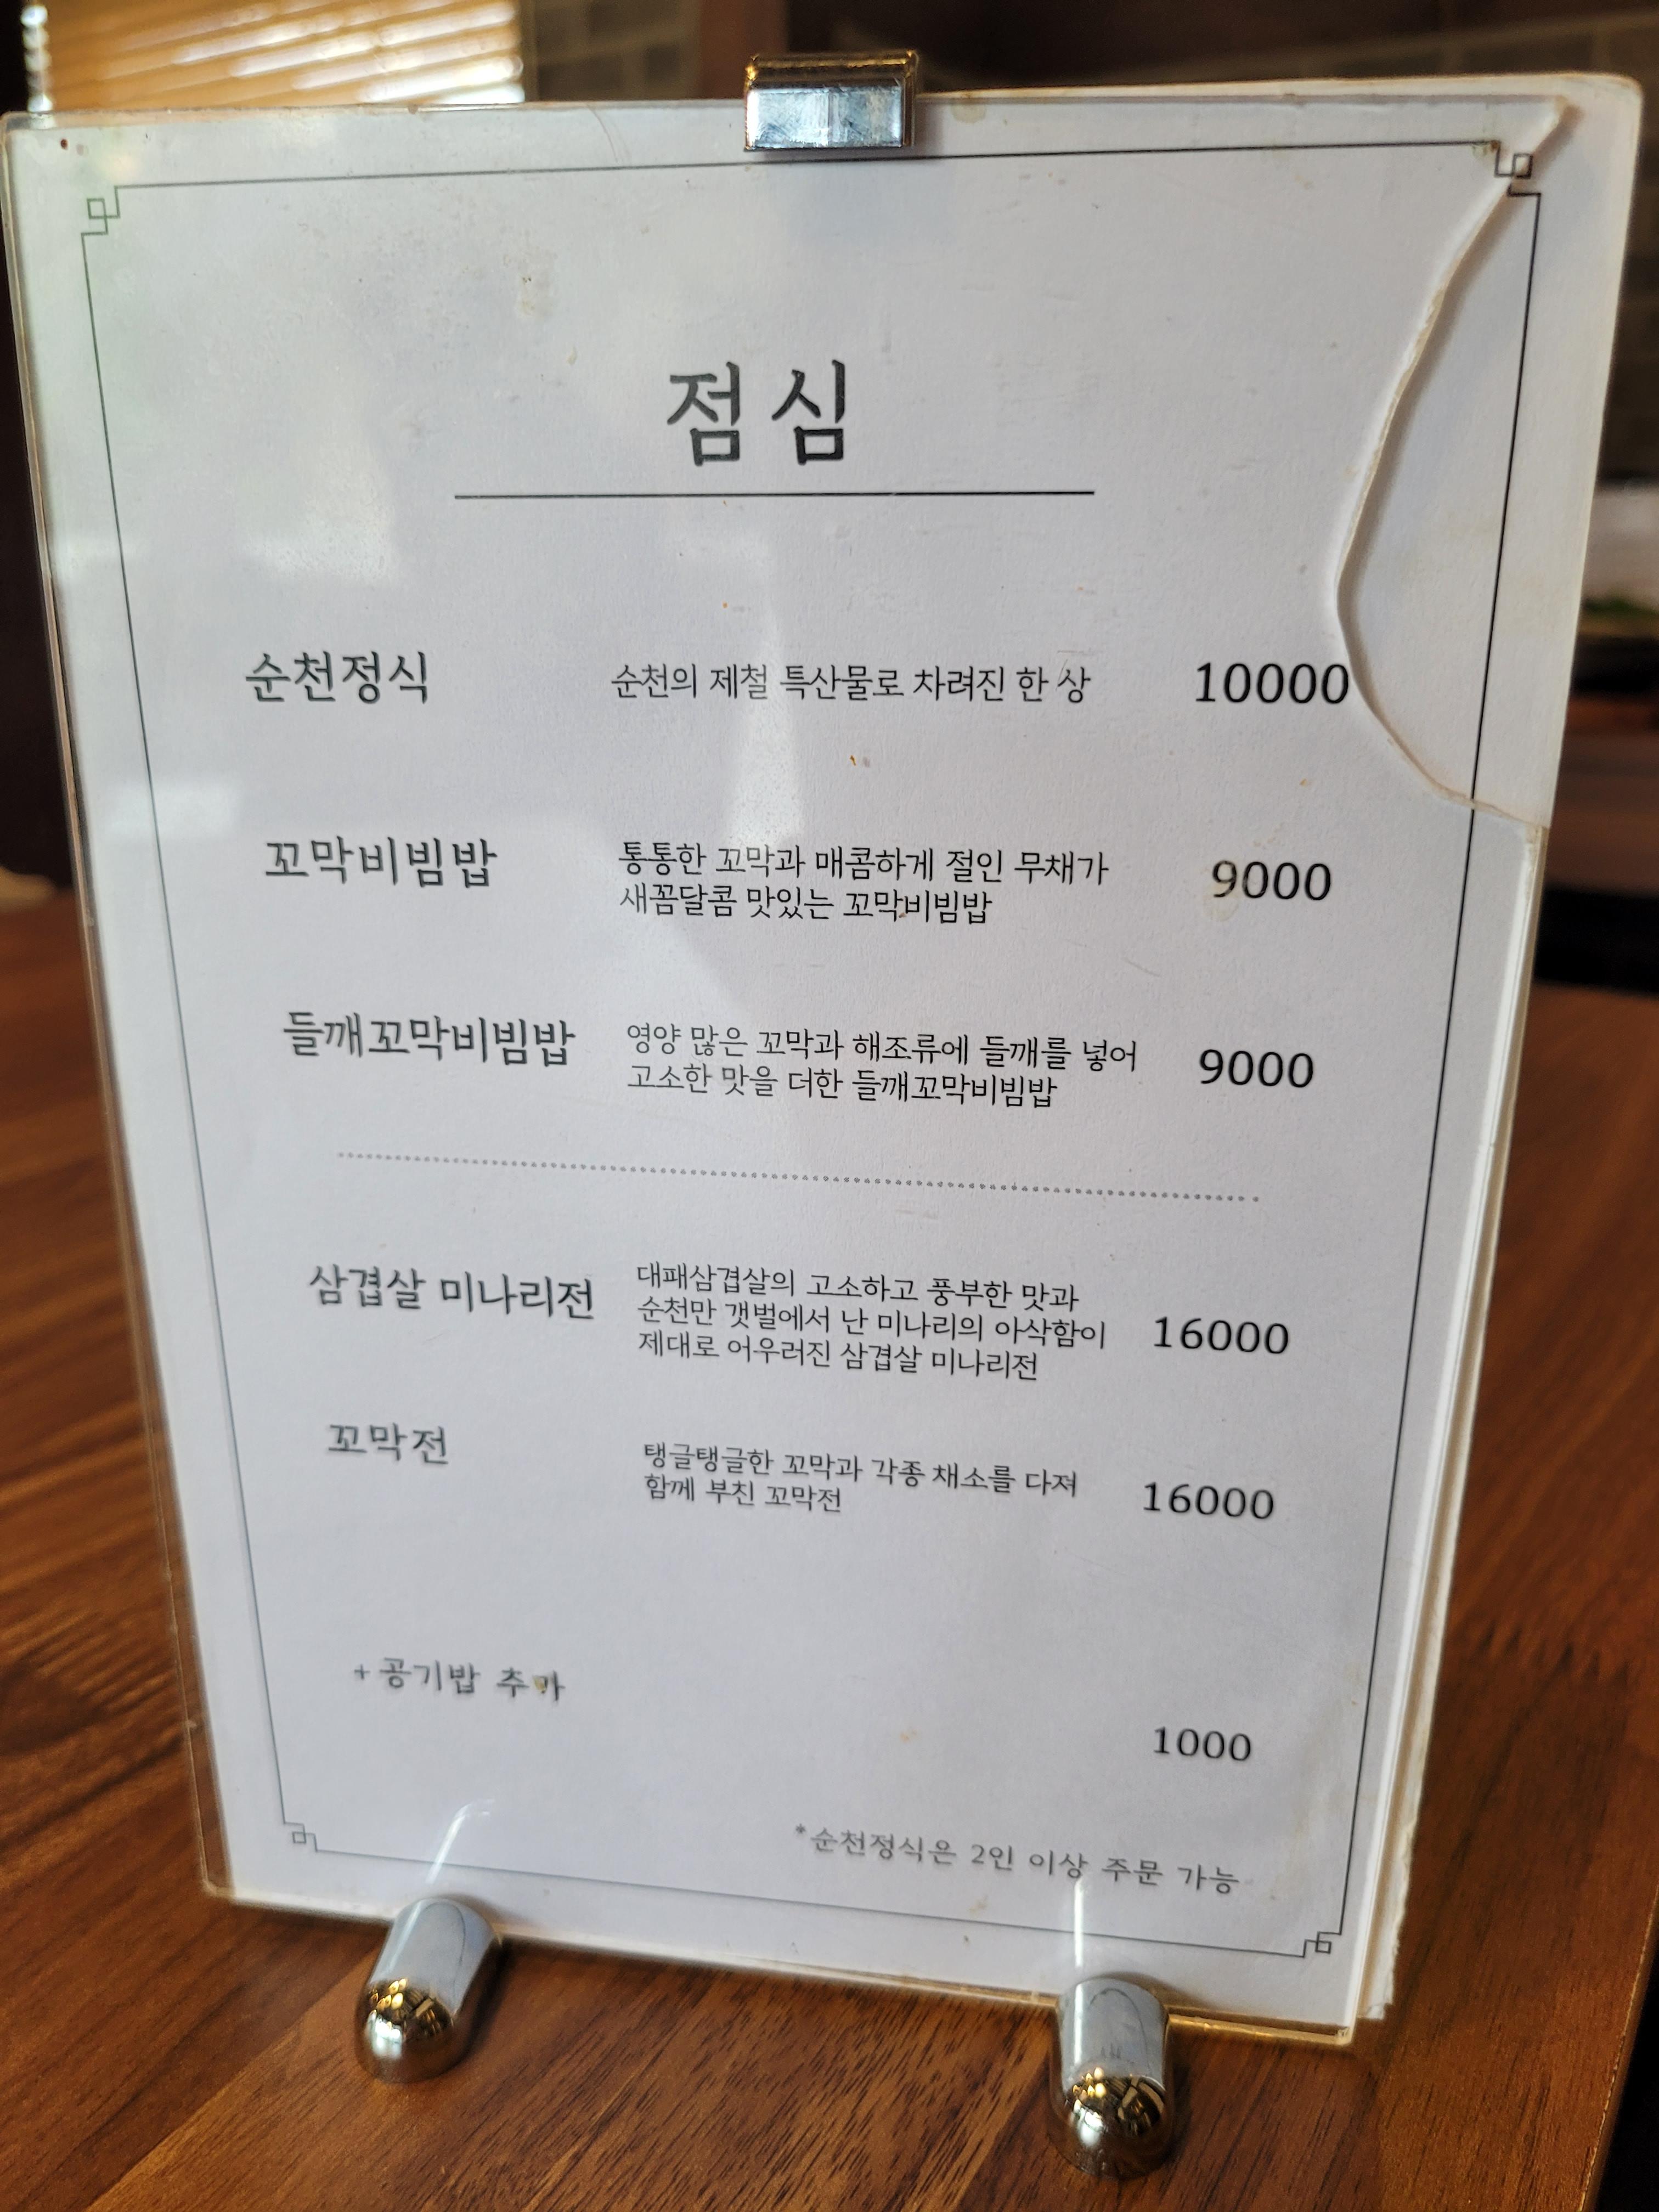 점심
순천정식 순천의 제철 특산물로 차려진 한 상 10000
꼬막비빔밥 통통한 꼬막과 매콤하게 절인 무채가 9000
새꼼달콤 맛있는 꼬막비빔밥
들깨꼬막비빔밥 영양 많은 꼬막과 해조류에 들깨를 넣어 9000
고소한 맛을 더한 들깨꼬막비빔밥
삼겹살 미나리전 대패삼겹살의 고소하고 풍부한 맛과
순천만 갯벌에서 난 미나리의 아삭함이 16000
제대로 어우러진 삼겹살 미나리전
꼬막전 탱글탱글한 꼬막과 각종 채소를 다져 16000
함께 부친 꼬막전
+ 공기밥 추가
1000
*순천정식은 2인 이상 주문 가능